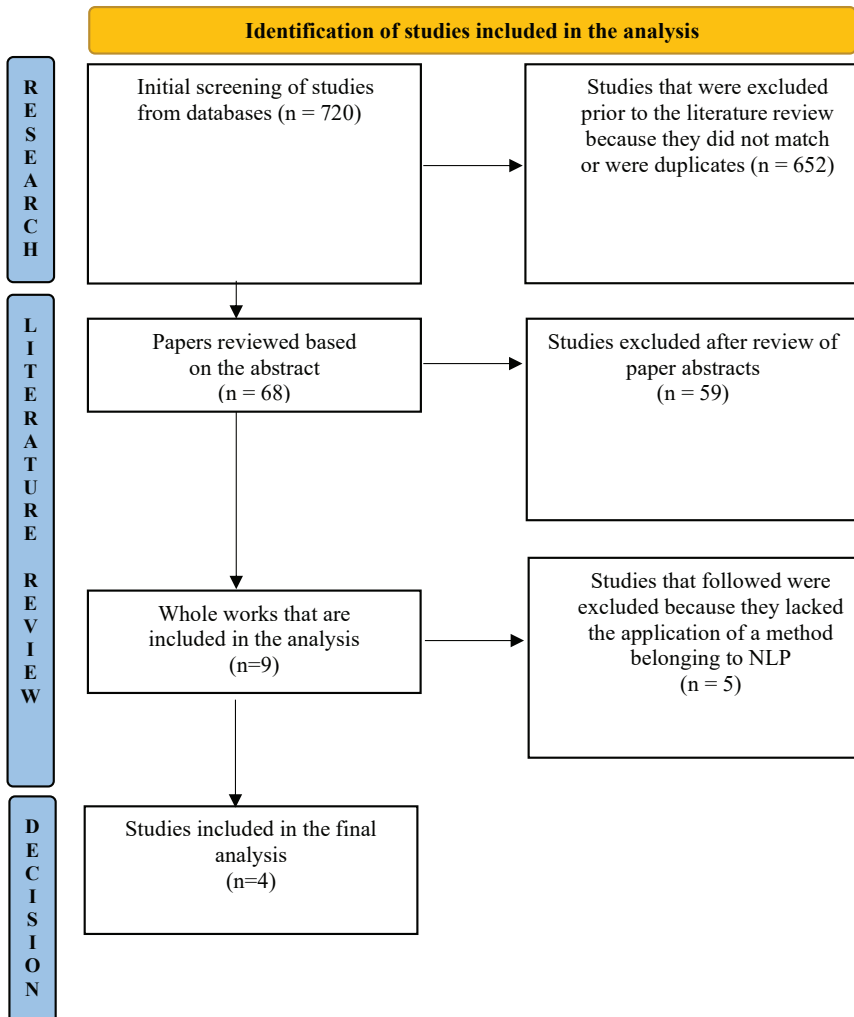 Identification of studies included in the analysis
RESEARCH
Initial screening of studies
from databases (n = 720)
Studies that were excluded
prior to the literature review
because they did not match
or were duplicates (n = 652)
LITERATURE REVIEW
Papers reviewed based
on the abstract
(n = 68)
Studies excluded after review of
paper abstracts
(n = 59)
Whole works that are
included in the analysis
(n=9)
Studies that followed were
excluded because they lacked
the application of a method
belonging to NLP
(n = 5)
DECISION
Studies included in the final
analysis
(n=4)